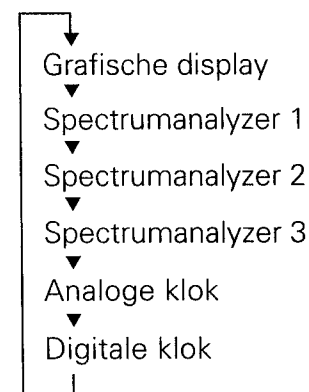 Grafische display
Spectrumanalyzer 1
Spectrumanalyzer 2
Spectrumanalyzer 3
Analoge klok
Digitale klok